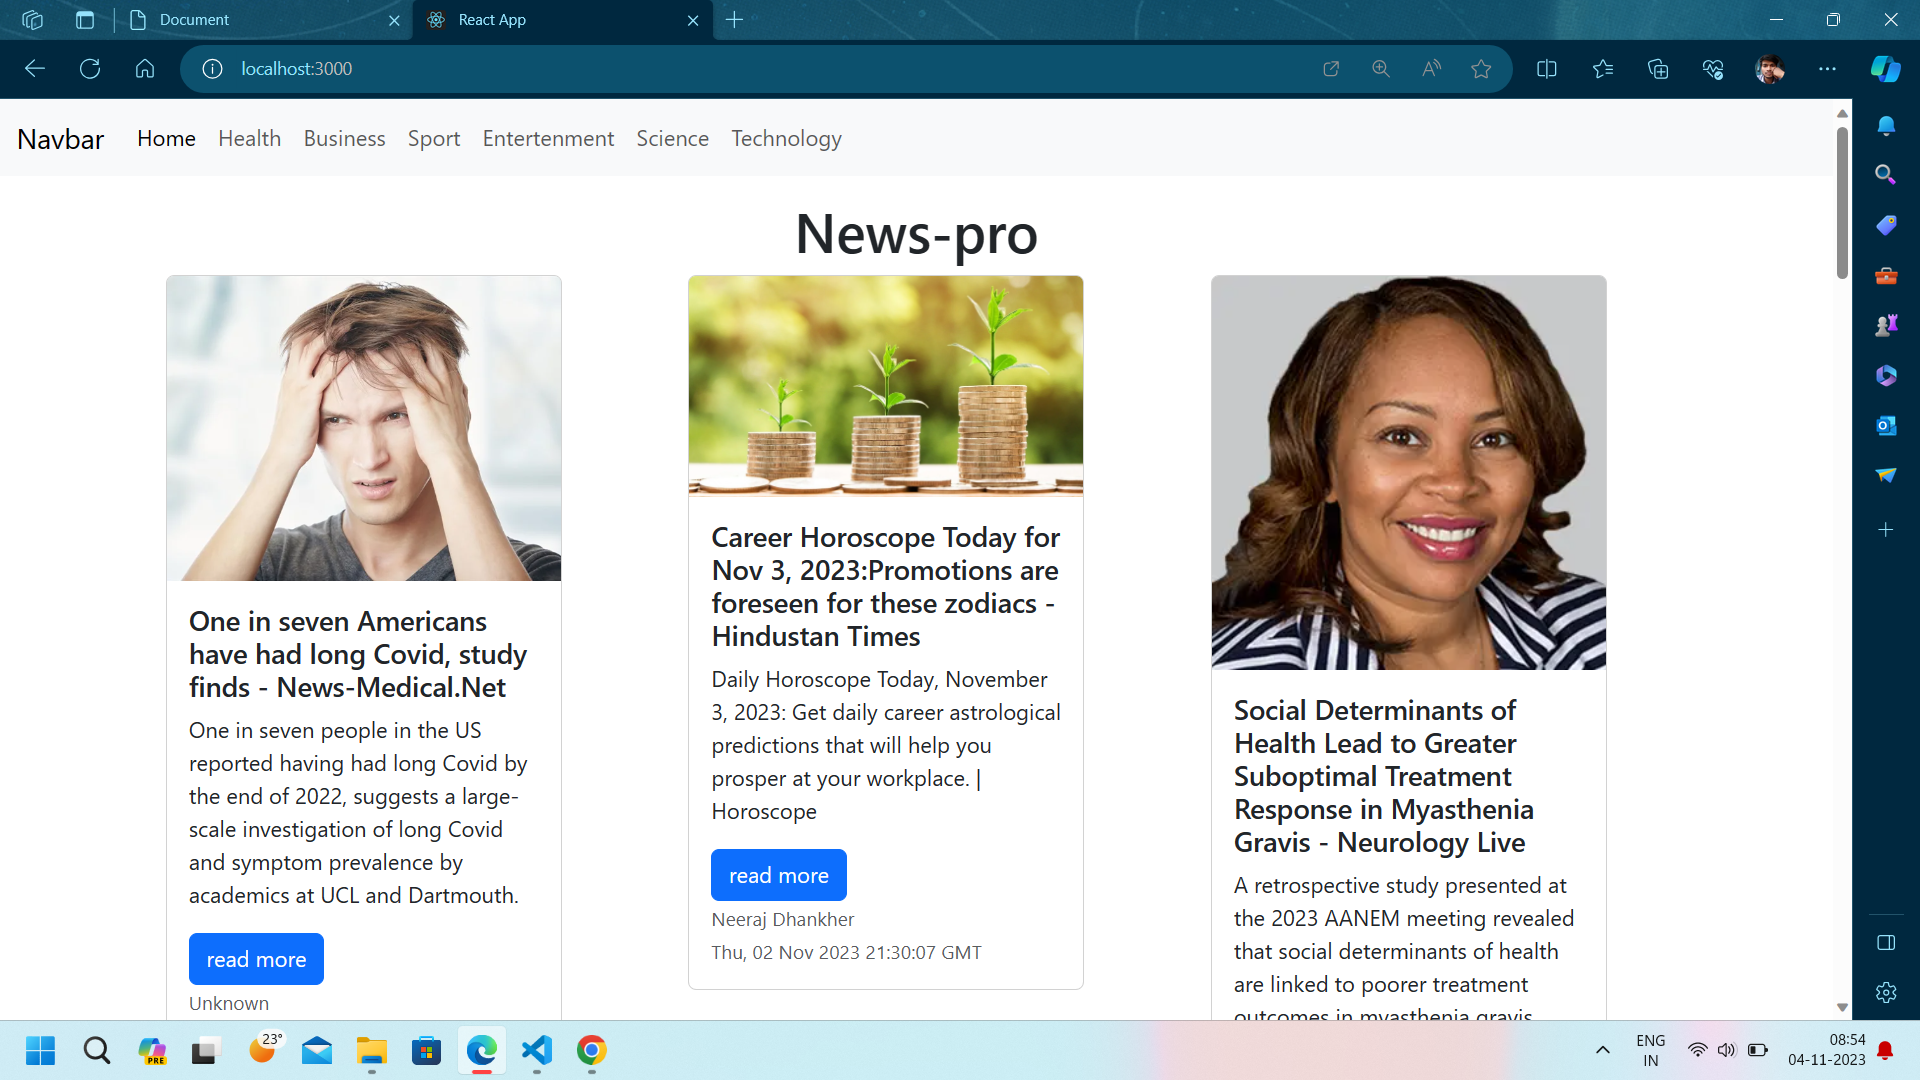 Document
React App
localhost:3000
Navbar Home Health Business Sport Entertenment Science Technology
News-pro
One in seven Americans
have had long Covid, study
finds - News-Medical.Net
One in seven people in the US
reported having had long Covid by
the end of 2022, suggests a large-
scale investigation of long Covid
and symptom prevalence by
academics at UCL and Dartmouth.
read more
Unknown
Career Horoscope Today for
Nov 3, 2023:Promotions are
foreseen for these zodiacs -
Hindustan Times
Daily Horoscope Today, November
3, 2023: Get daily career astrological
predictions that will help you
prosper at your workplace. |
Horoscope
read more
Neeraj Dhankher
Thu, 02 Nov 2023 21:30:07 GMT
Social Determinants of
Health Lead to Greater
Suboptimal Treatment
Response in Myasthenia
Gravis - Neurology Live
A retrospective study presented at
the 2023 AANEM meeting revealed
that social determinants of health
are linked to poorer treatment
outcomes in myasthenia gravis
23°
PRE
ENG
IN
08:54
04-11-2023